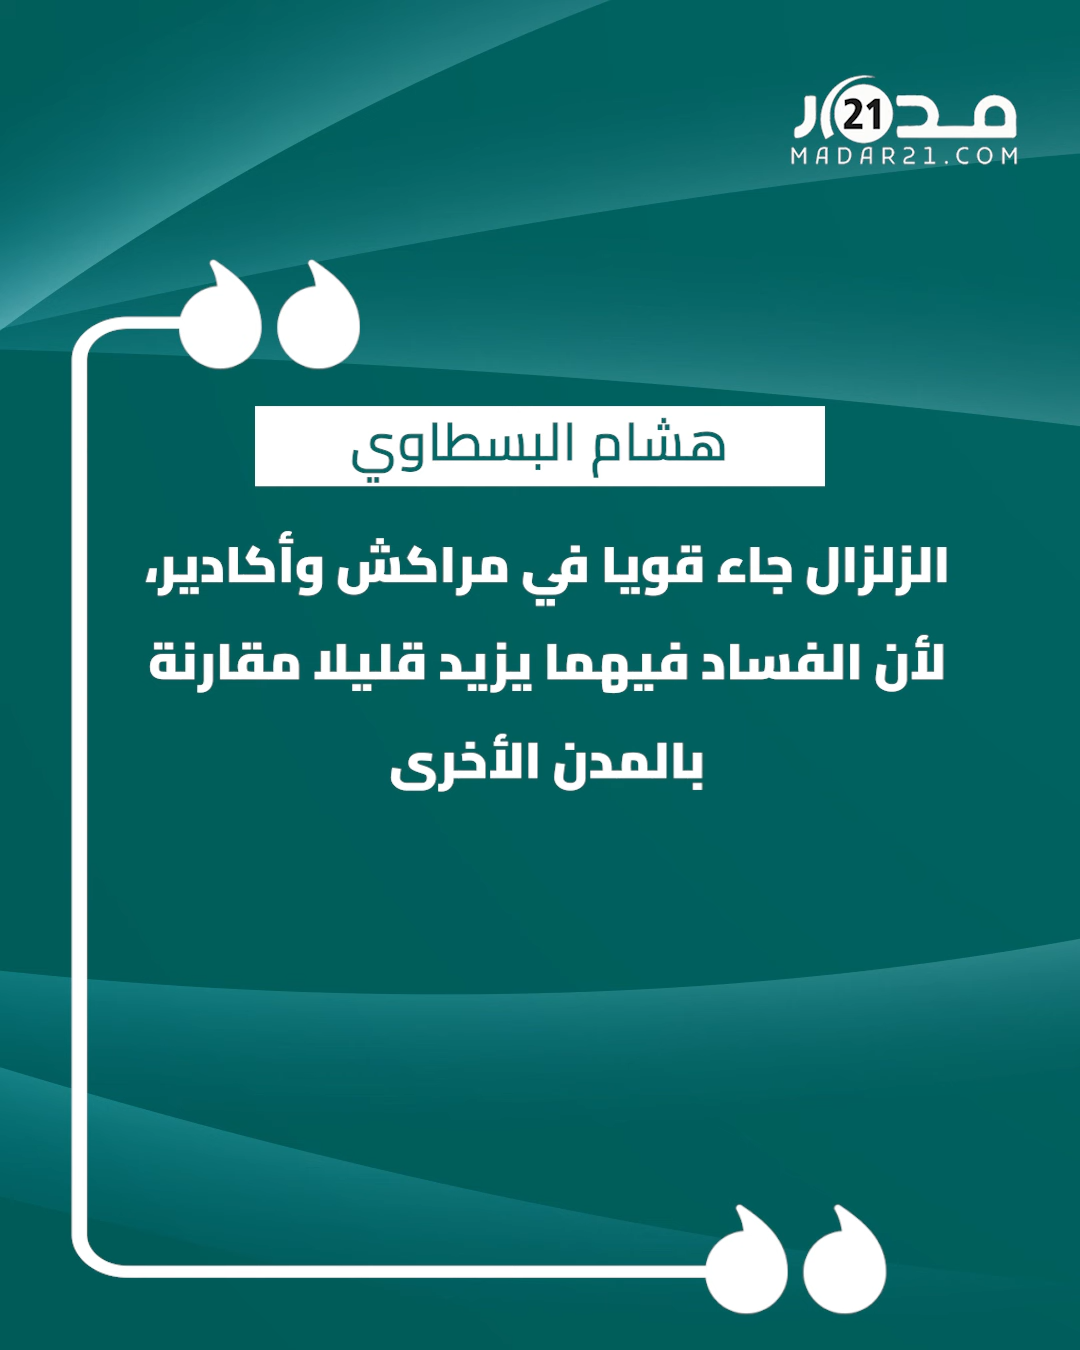 مدار 21
MADAR21.COM
هشام البسطاوي
الزلزال جاء قويا في مراكش وأكادير،
لأن الفساد فيهما يزيد قليلا مقارنة
بالمدن الأخرى